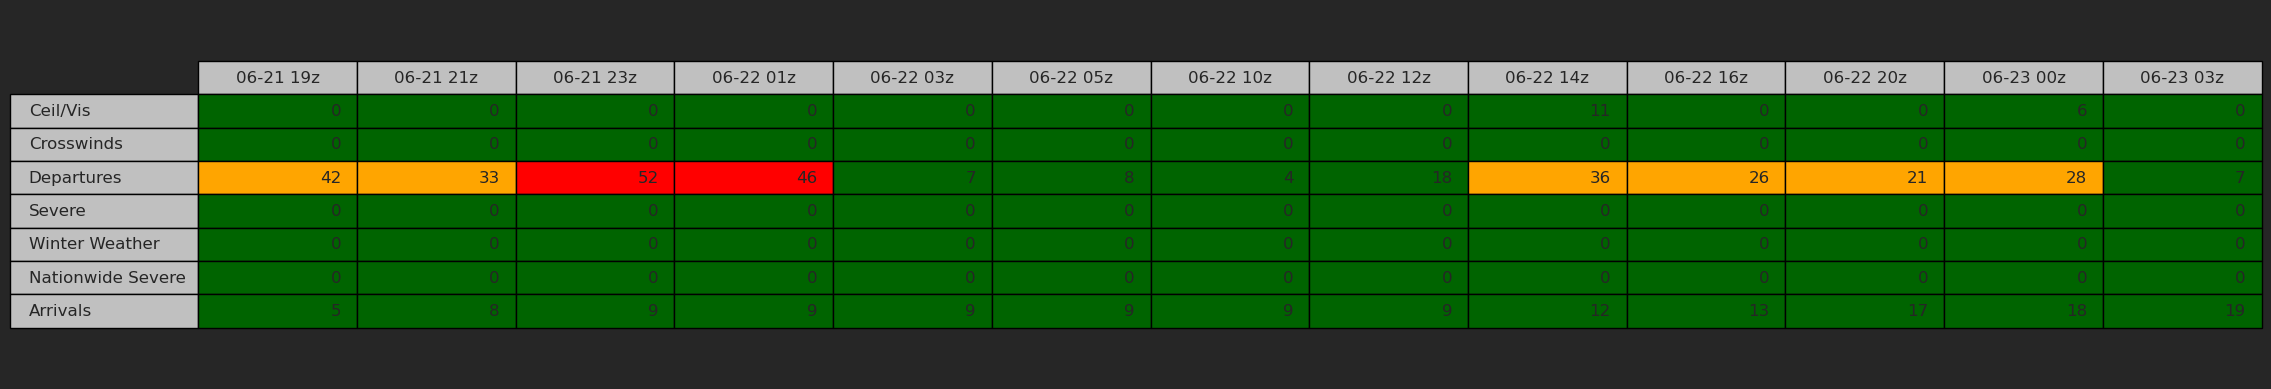 06-21 19z 06-21 21z 06-21 23z 06-22 01z 06-22 03z 06-22 05z 06-22 10z 06-22 12z 06-22 14z 06-22 16z 06-22 20z 06-23 00z 06-23 03z
Ceil/Vis 0 0 0 0 0 0 0 0 11 0 0 6 0
Crosswinds 0 0 0 0 0 0 0 0 0 0 0 0 0
Departures 42 33 52 46 7 8 4 18 36 26 21 28 7
Severe 0 0 0 0 0 0 0 0 0 0 0 0 0
Winter Weather 0 0 0 0 0 0 0 0 0 0 0 0 0
Nationwide Severe 0 0 0 0 0 0 0 0 0 0 0 0 0
Arrivals 5 8 9 9 9 9 9 9 12 13 17 18 19